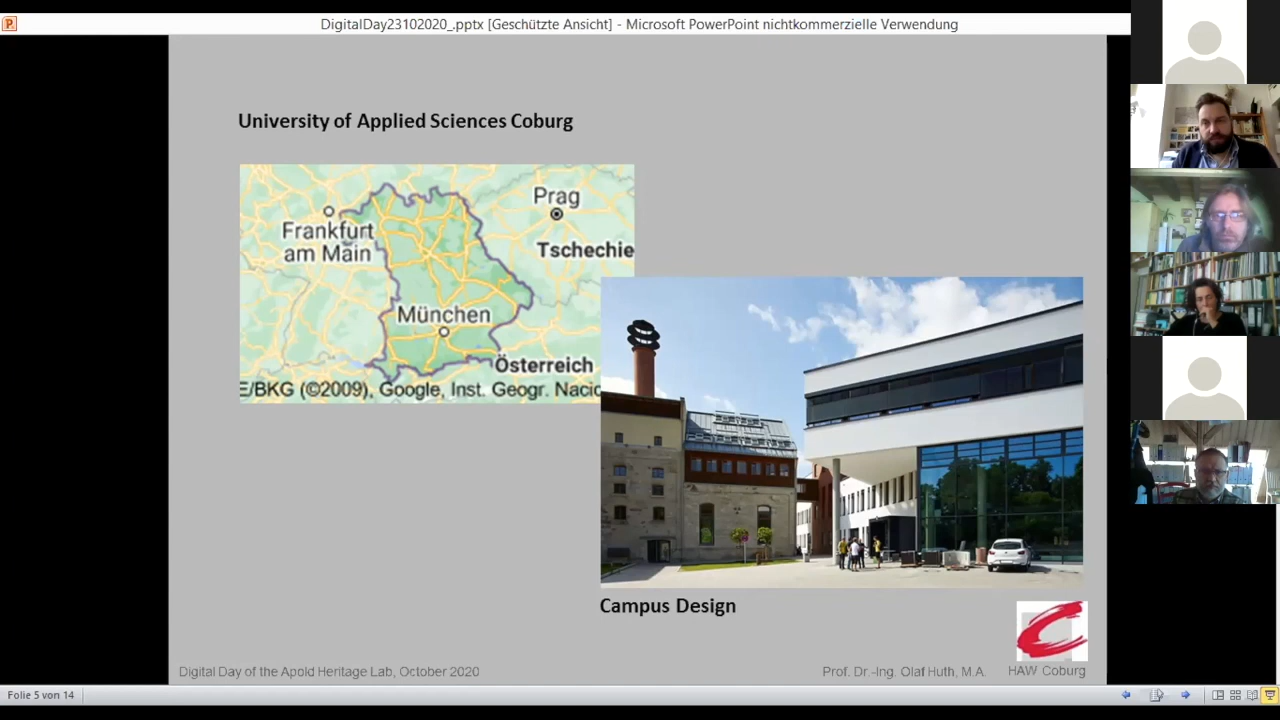 DigitalDay23102020_.pptx [Geschützte Ansicht] - Microsoft PowerPoint nichtkommerzielle Verwendung
University of Applied Sciences Coburg
Prag
Frankfurt
am Main
Tschechie
München
Österreich
E/BKG (©2009), Google, Inst. Geogr. Nacio
Campus Design
Digital Day of the Apold Heritage Lab, October 2020
Prof. Dr.-Ing. Olaf Huth, M.A.
HAW Coburg
Folie 5 von 14